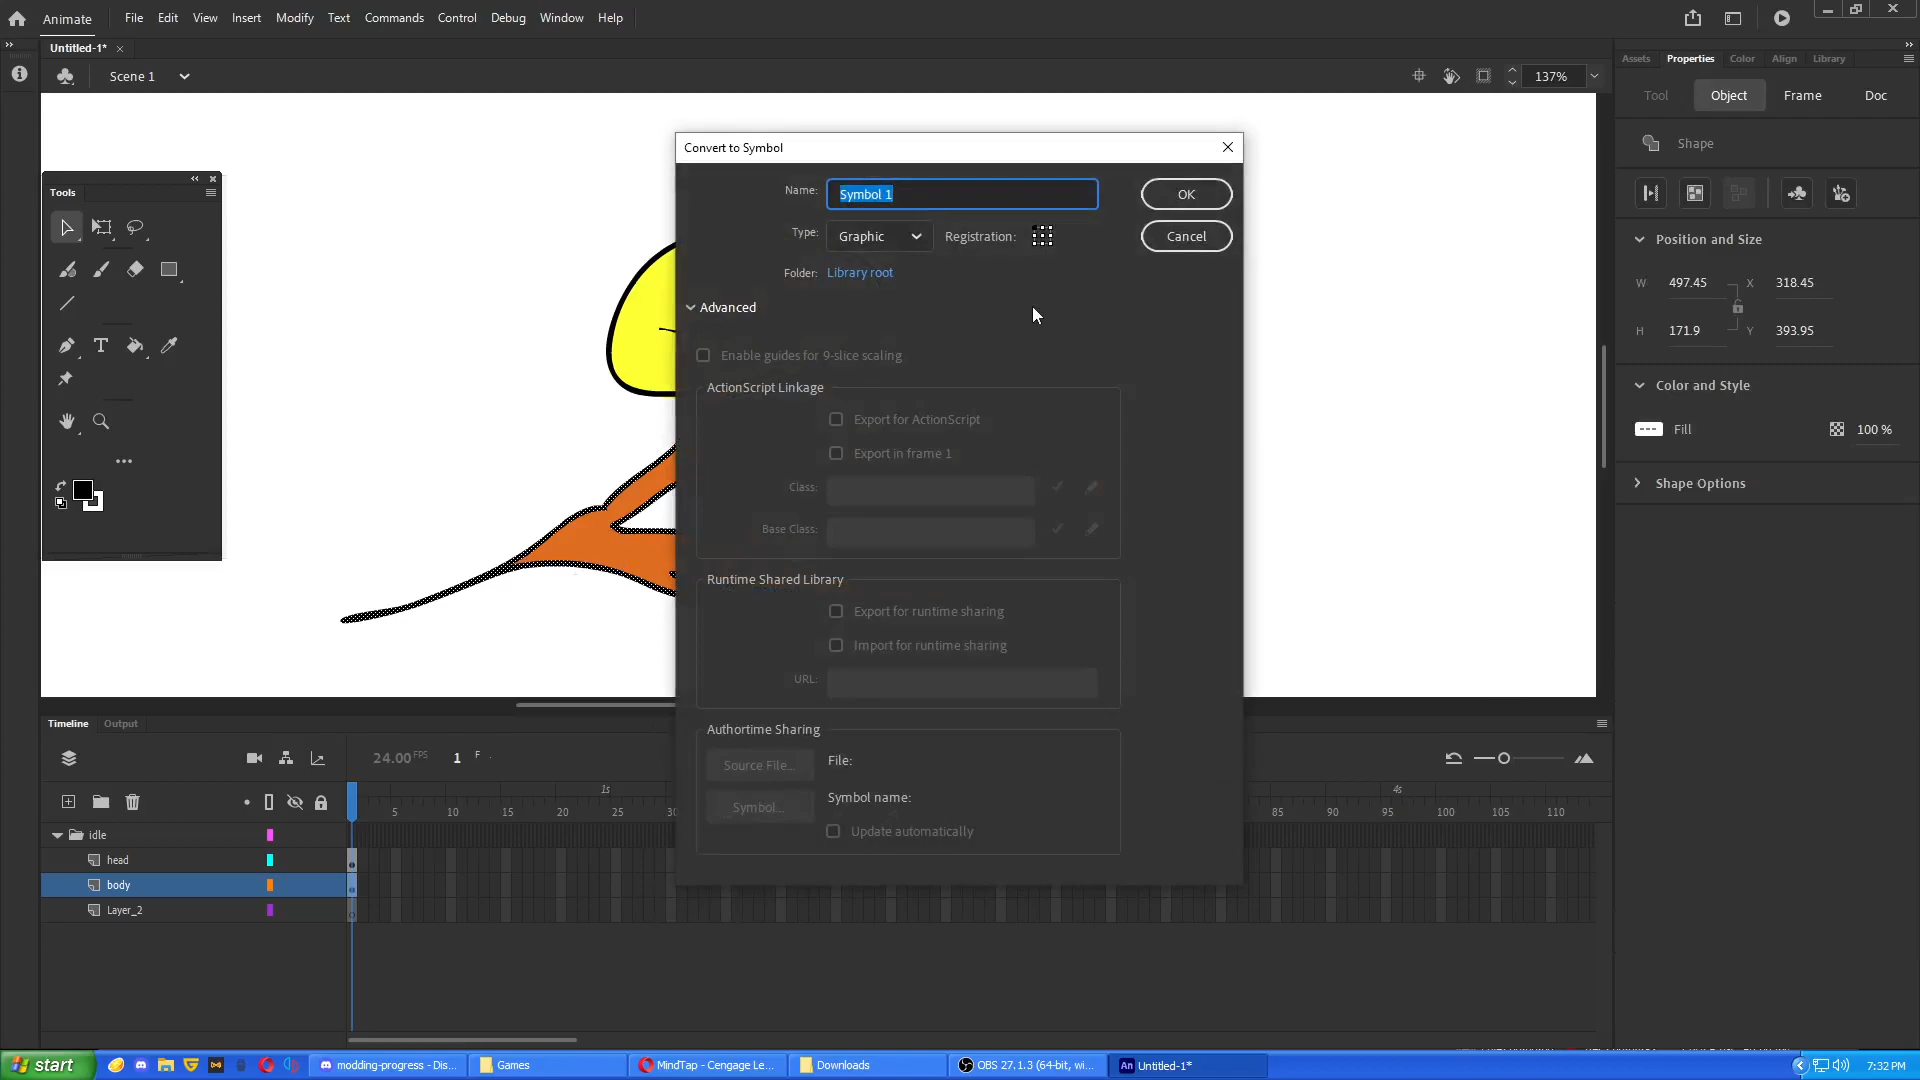 Animate File Edit View Insert Modify Text Commands Control Debug Window Help
Untitled-1* ×
Scene 1 137%
Assets Properties Color Align Library
Tool Object Frame Doc
Shape
Position and Size
W 497.45 X 318.45
H 171.9 Y 393.95
Color and Style
Fill 100 %
Shape Options
Tools
Convert to Symbol
Name: Symbol 1 OK
Type: Graphic Registration: Cancel
Folder: Library root
Advanced
Enable guides for 9-slice scaling
ActionScript Linkage
Export for ActionScript
Export in frame 1
Class:
Base Class:
Runtime Shared Library
Export for runtime sharing
Import for runtime sharing
URL:
Authortime Sharing
Source File... File:
Symbol... Symbol name:
Update automatically
Timeline Output
24.00 FPS 1 F
1s 4s
5 10 15 20 25 30 85 90 95 100 105 110
idle
head
body
Layer_2
start modding-progress - Dis... Games MindTap - Cengage Le... Downloads OBS 27.1.3 (64-bit, wi... An Untitled-1* 7:32 PM